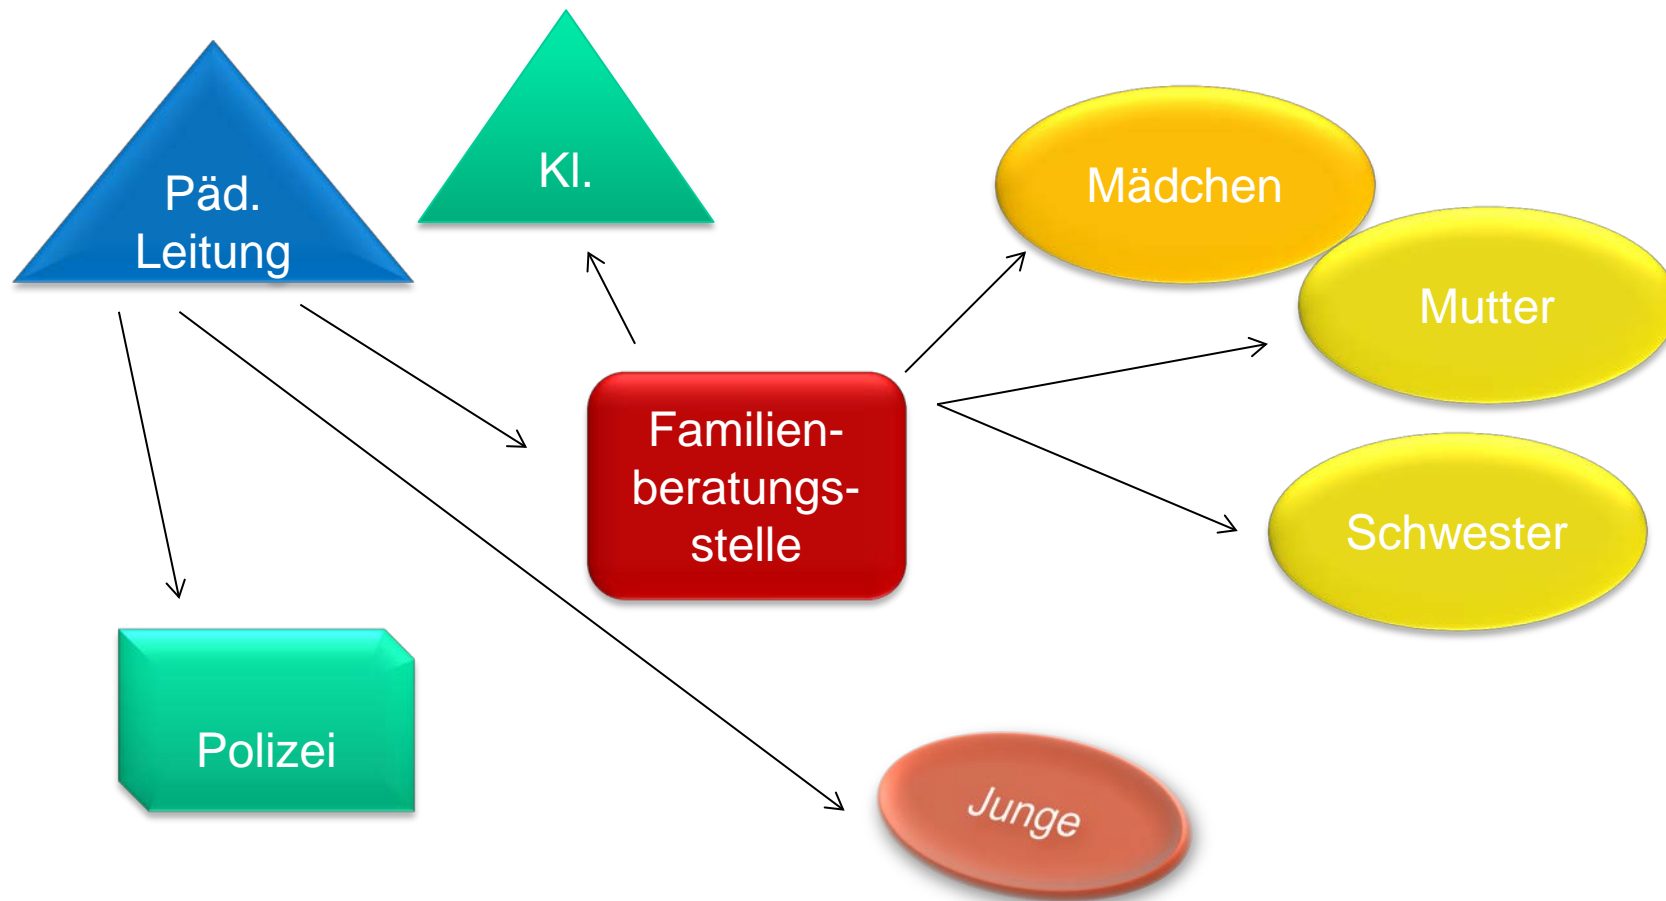 Päd.
Leitung
Kl.
Mädchen
Mutter
Familien-
beratungs-
stelle
Schwester
Polizei
Junge